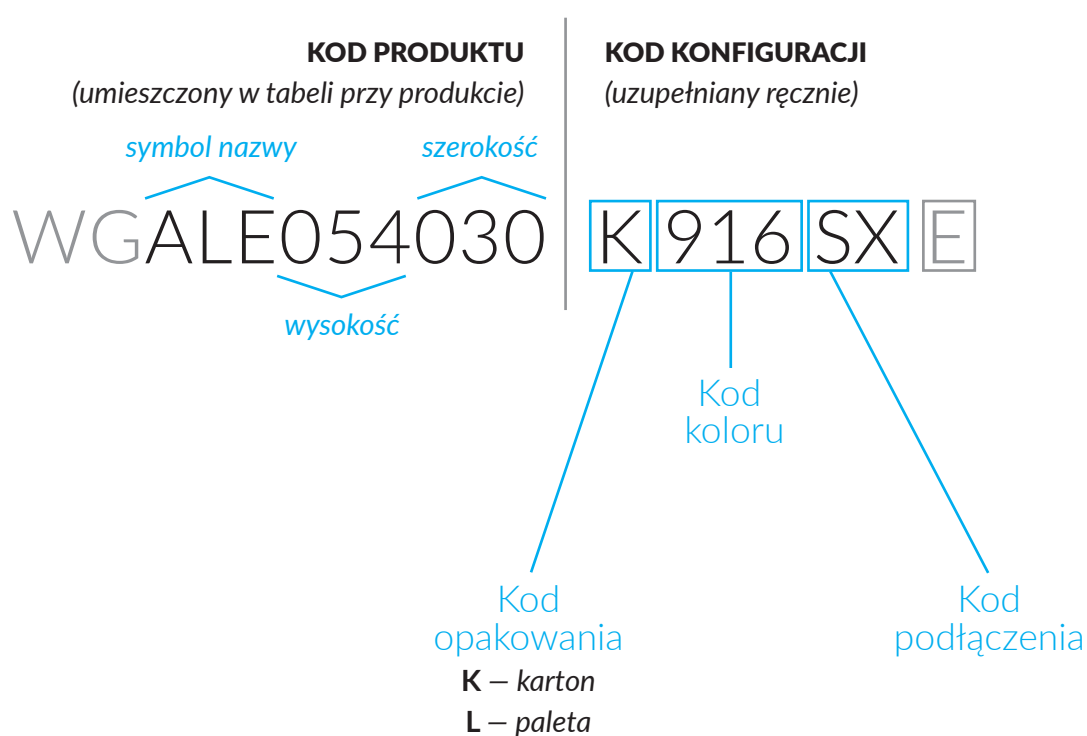 KOD PRODUKTU
(umieszczony w tabeli przy produkcie)
KOD KONFIGURACJI
(uzupełniany ręcznie)
symbol nazwy
szerokość
WGALE054030
K 916 SX E
wysokość
Kod
koloru
Kod
opakowania
K – karton
L – paleta
Kod
podłączenia